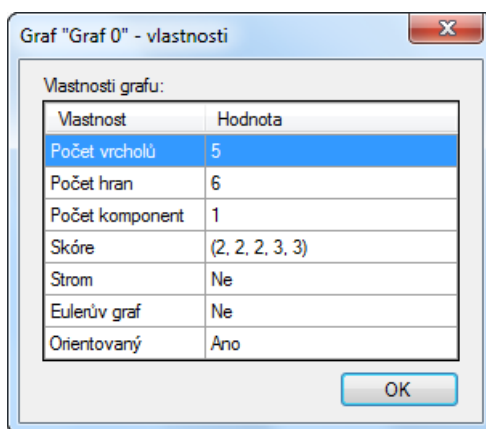 Graf "Graf 0" - vlastnosti
Vlastnosti grafu:
Vlastnost Hodnota
Počet vrcholů 5
Počet hran 6
Počet komponent 1
Skóre (2, 2, 2, 3, 3)
Strom Ne
Eulerův graf Ne
Orientovaný Ano
OK